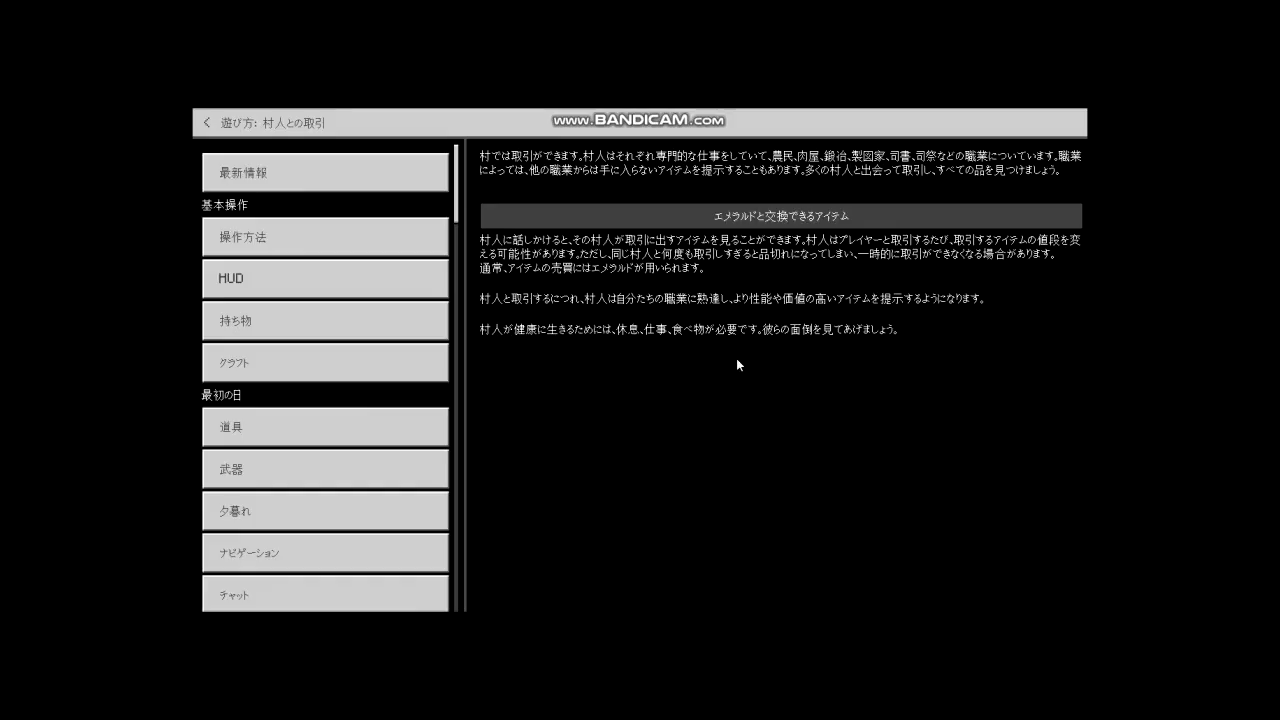 遊び方: 村人との取引
www.BANDICAM.com
最新情報
基本操作
操作方法
HUD
持ち物
クラフト
最初の日
道具
武器
夕暮れ
ナビゲーション
チャット
村では取引ができます。村人はそれぞれ専門的な仕事をしていて、農民、肉屋、鍛冶、製図家、司書、司祭などの職業についています。職業
によっては、他の職業からは手に入らないアイテムを提示することもあります。多くの村人と出会って取引し、すべての品を見つけましょう。
エメラルドと交換できるアイテム
村人に話しかけると、その村人が取引に出すアイテムを見ることができます。村人はプレイヤーと取引するたび、取引するアイテムの値段を変
える可能性があります。ただし、同じ村人と何度も取引しすぎると品切れになってしまい、一時的に取引ができなくなる場合があります。
通常、アイテムの売買にはエメラルドが用いられます。
村人と取引するにつれ、村人は自分たちの職業に熟達し、より性能や価値の高いアイテムを提示するようになります。
村人が健康に生きるためには、休息、仕事、食べ物が必要です。彼らの面倒を見てあげましょう。